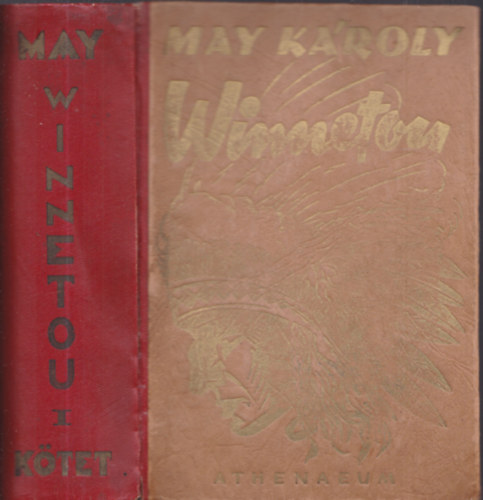 MAY
WINNETOU
I
KÖTET
MAY KÁROLY
Winnetou
ATHENAEUM